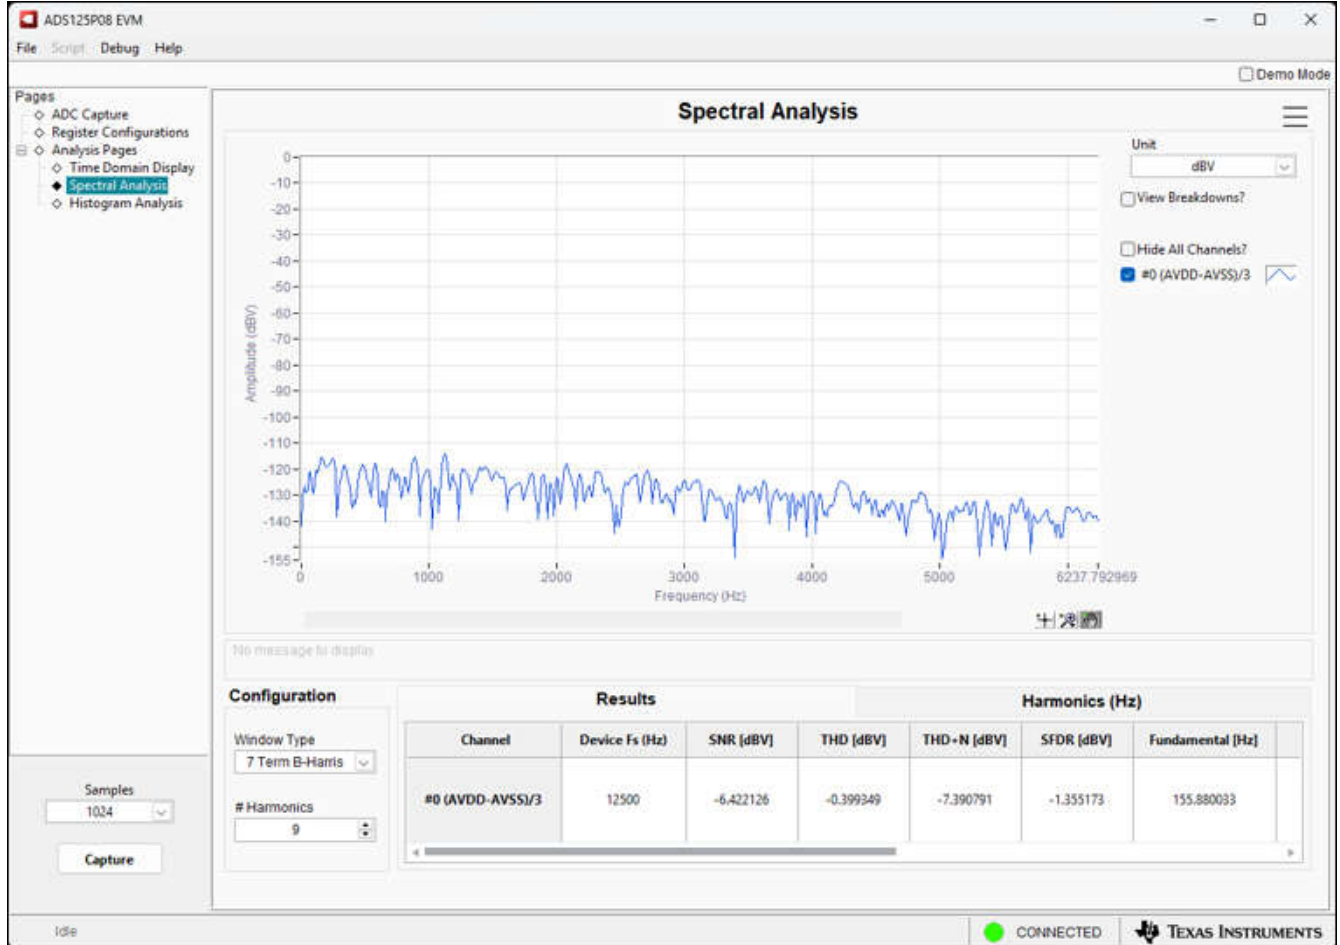 ADS125P08 EVM
File Script Debug Help
Demo Mode
Pages
ADC Capture
Register Configurations
Analysis Pages
Time Domain Display
Spectral Analysis
Histogram Analysis
Spectral Analysis
Unit
dBV
View Breakdowns?
Hide All Channels?
#0 (AVDD-AVSS)/3
Amplitude (dBV)
0
-10
-20
-30
-40
-50
-60
-70
-80
-90
-100
-110
-120
-130
-140
-155
0 1000 2000 3000 4000 5000 6237.792969
Frequency (Hz)
No message to display
Configuration
Window Type
7 Term B-Harris
# Harmonics
9
Results Harmonics (Hz)
Channel Device Fs (Hz) SNR [dBV] THD [dBV] THD+N [dBV] SFDR [dBV] Fundamental [Hz]
#0 (AVDD-AVSS)/3 12500 -6.422126 -0.399349 -7.390791 -1.355173 155.880033
Samples
1024
Capture
Idle
CONNECTED
TEXAS INSTRUMENTS